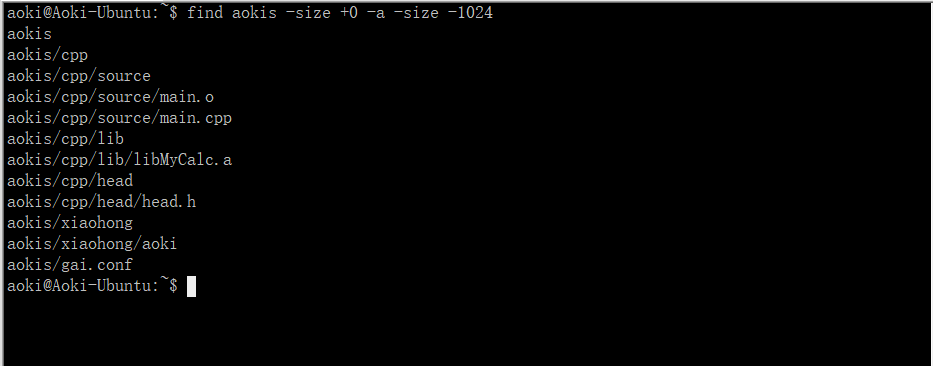 aoki@Aoki-Ubuntu:~$ find aokis -size +0 -a -size -1024
aokis
aokis/cpp
aokis/cpp/source
aokis/cpp/source/main.o
aokis/cpp/source/main.cpp
aokis/cpp/lib
aokis/cpp/lib/libMyCalc.a
aokis/cpp/head
aokis/cpp/head/head.h
aokis/xiaohong
aokis/xiaohong/aoki
aokis/gai.conf
aoki@Aoki-Ubuntu:~$